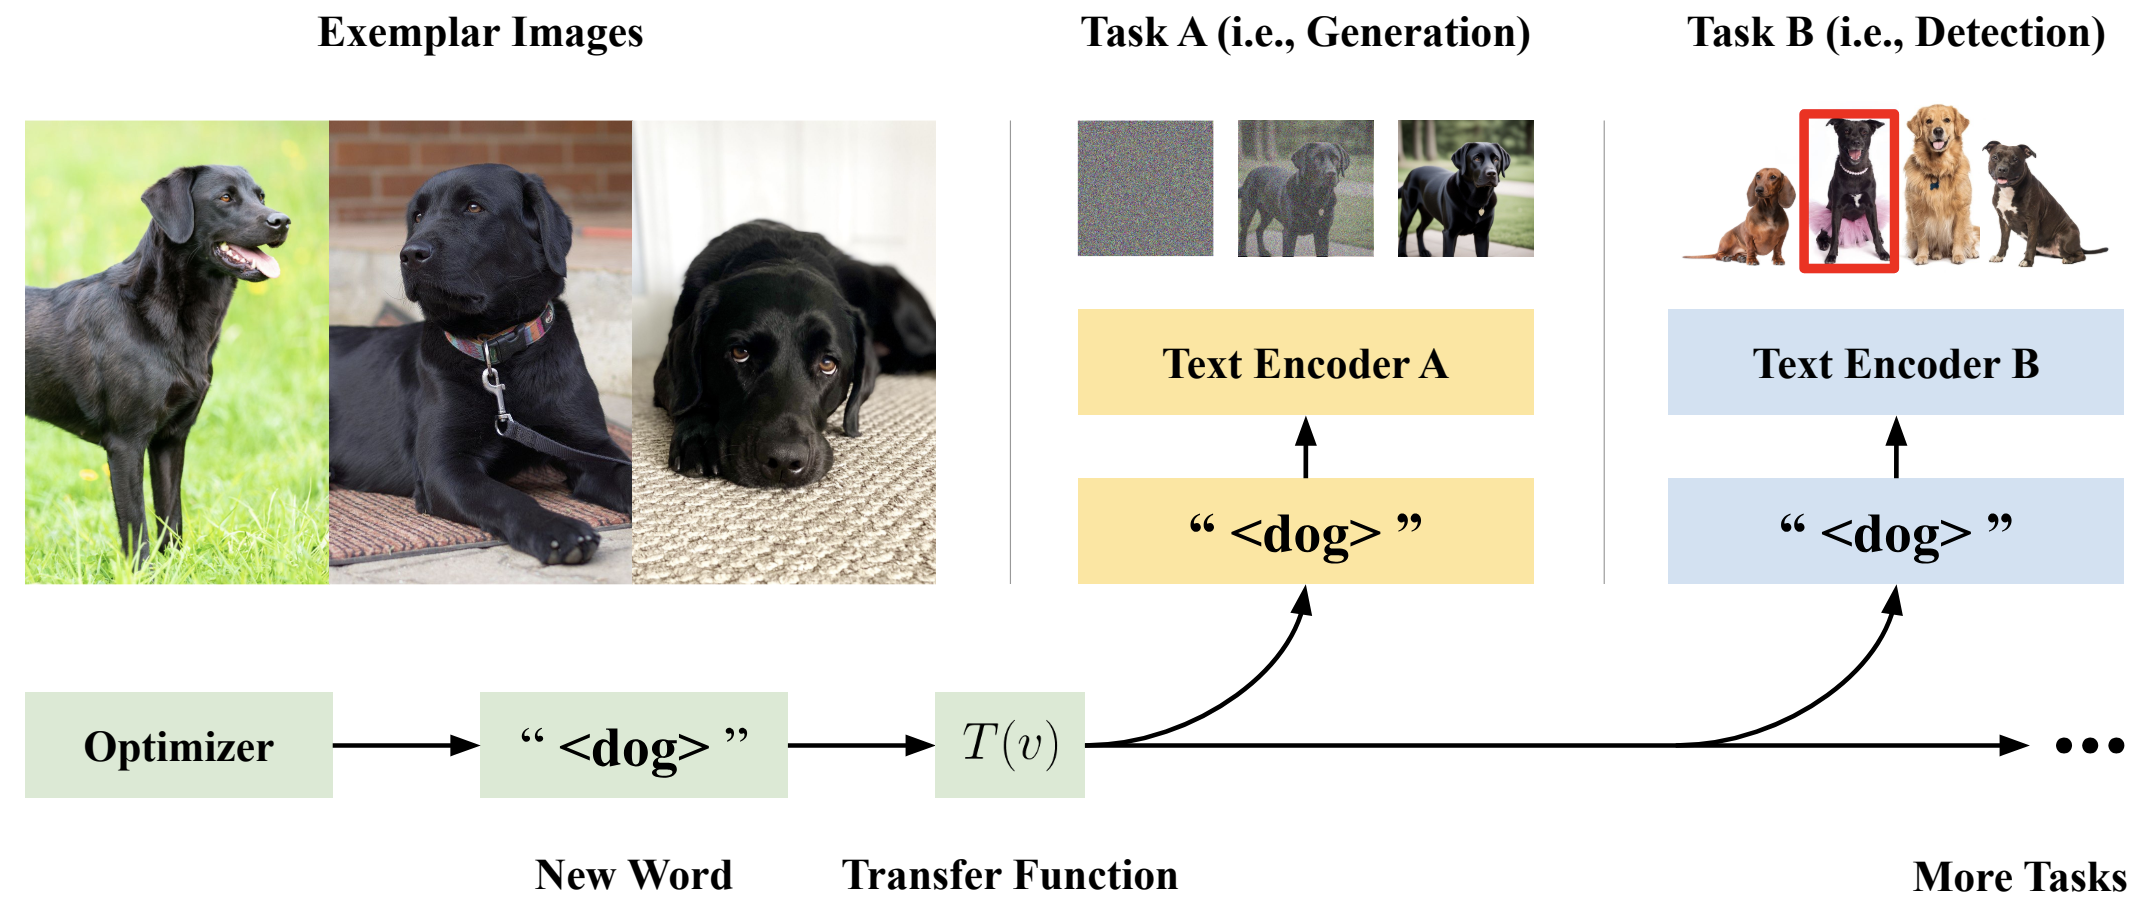 Exemplar Images
Task A (i.e., Generation)
Task B (i.e., Detection)
Text Encoder A
Text Encoder B
“ <dog> ”
“ <dog> ”
Optimizer
“ <dog> ”
T(v)
•••
New Word
Transfer Function
More Tasks